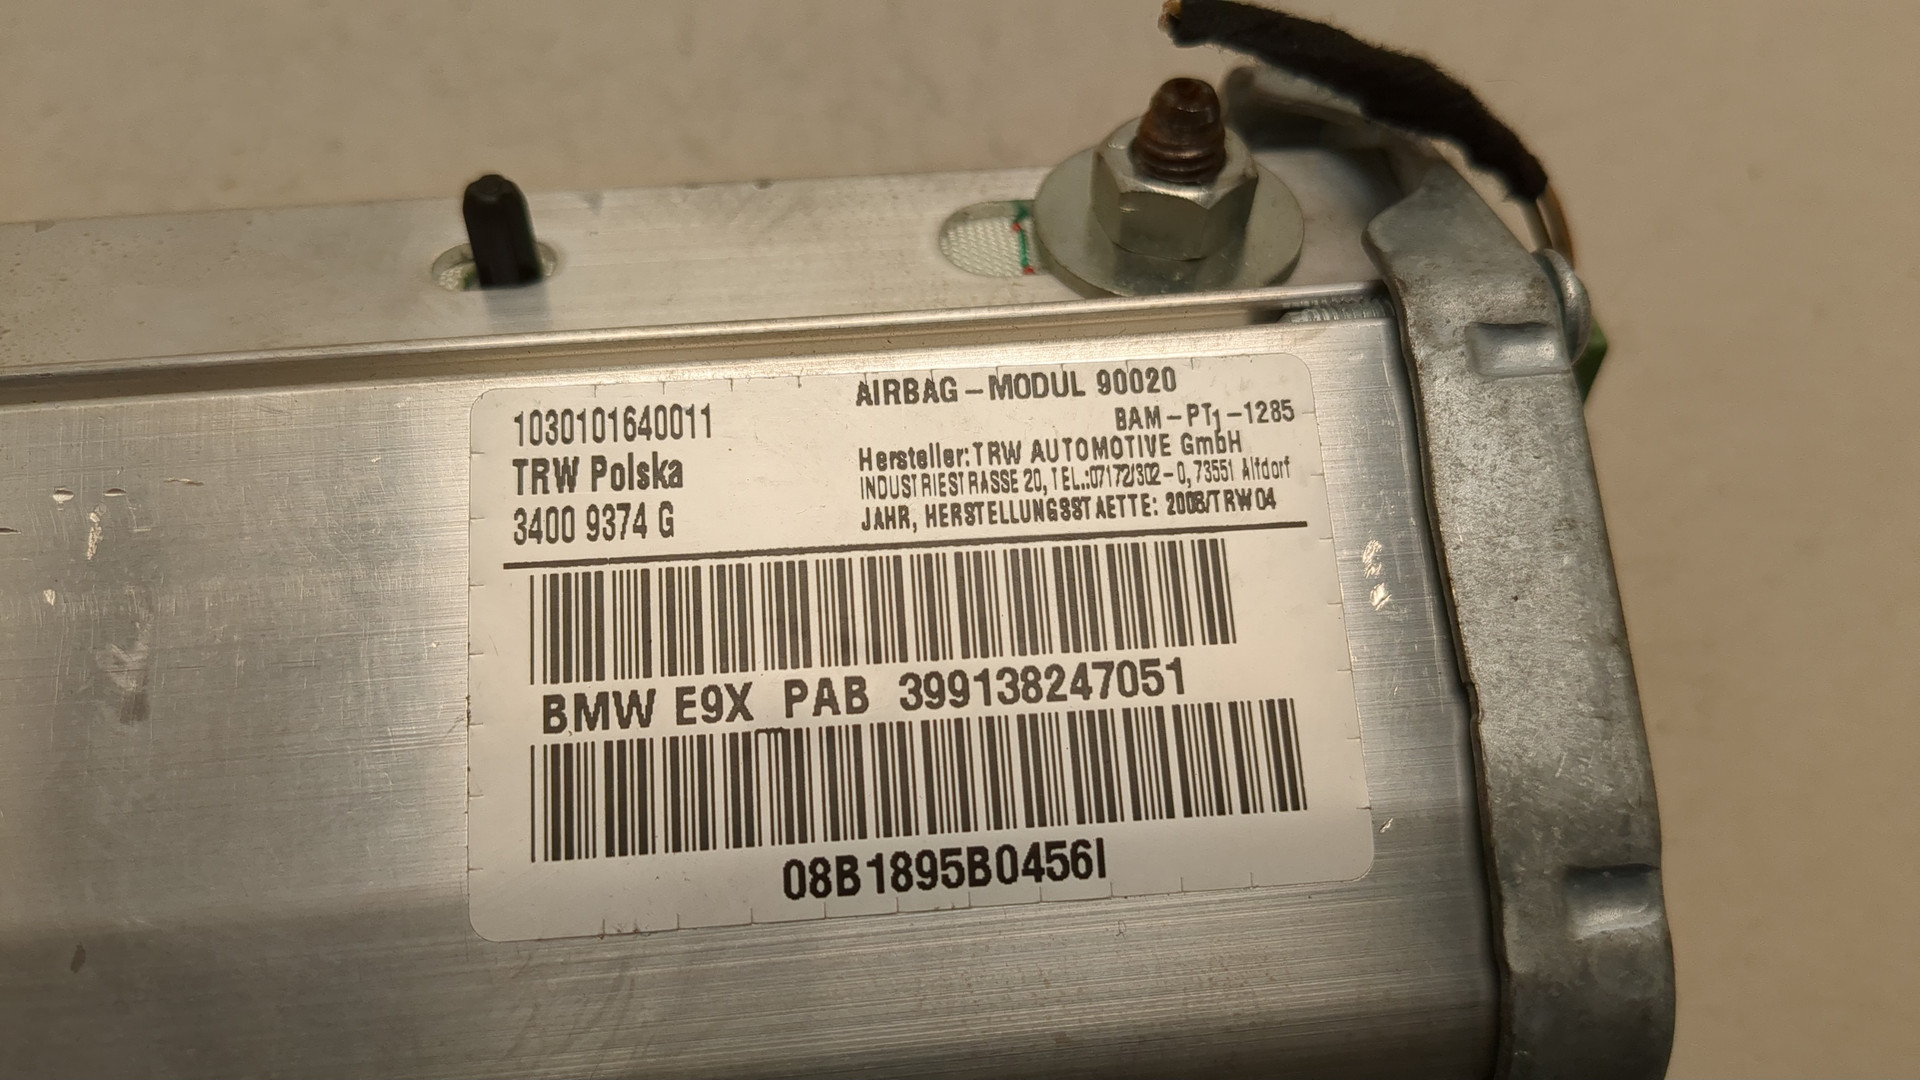 1030101640011
TRW Polska
3400 9374 G
AIRBAG-MODUL 90020
BAM-PT1-1285
Hersteller: TRW AUTOMOTIVE GmbH
INDUSTRIESTRASSE 20, TEL.:07172/302-0, 73551 Alfdorf
JAHR, HERSTELLUNGSSTAETTE: 2008/TRW04
BMW E9X PAB 399138247051
08B1895B0456I